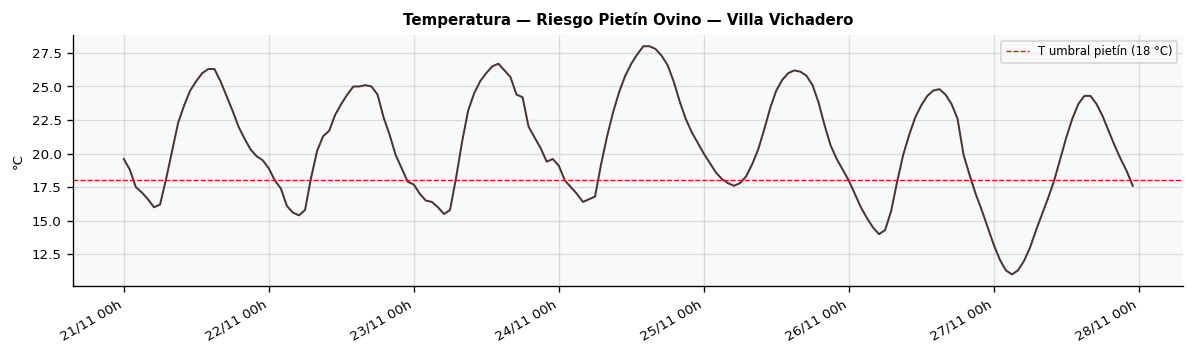 Temperatura — Riesgo Pietín Ovino — Villa Vichadero
T umbral pietín (18 °C)
°C
27.5
25.0
22.5
20.0
17.5
15.0
12.5
21/11 00h
22/11 00h
23/11 00h
24/11 00h
25/11 00h
26/11 00h
27/11 00h
28/11 00h